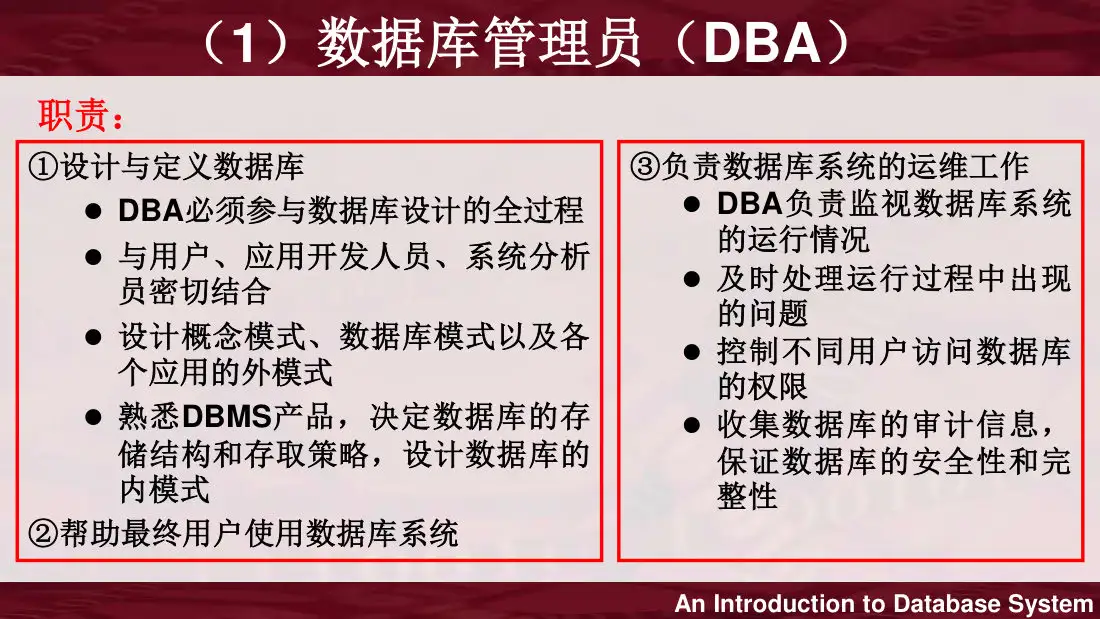 （1）数据库管理员（DBA）
职责：
①设计与定义数据库
● DBA必须参与数据库设计的全过程
● 与用户、应用开发人员、系统分析
员密切结合
● 设计概念模式、数据库模式以及各
个应用的外模式
● 熟悉DBMS产品，决定数据库的存
储结构和存取策略，设计数据库的
内模式
②帮助最终用户使用数据库系统
③负责数据库系统的运维工作
● DBA负责监视数据库系统
的运行情况
● 及时处理运行过程中出现
的问题
● 控制不同用户访问数据库
的权限
● 收集数据库的审计信息，
保证数据库的安全性和完
整性
An Introduction to Database System